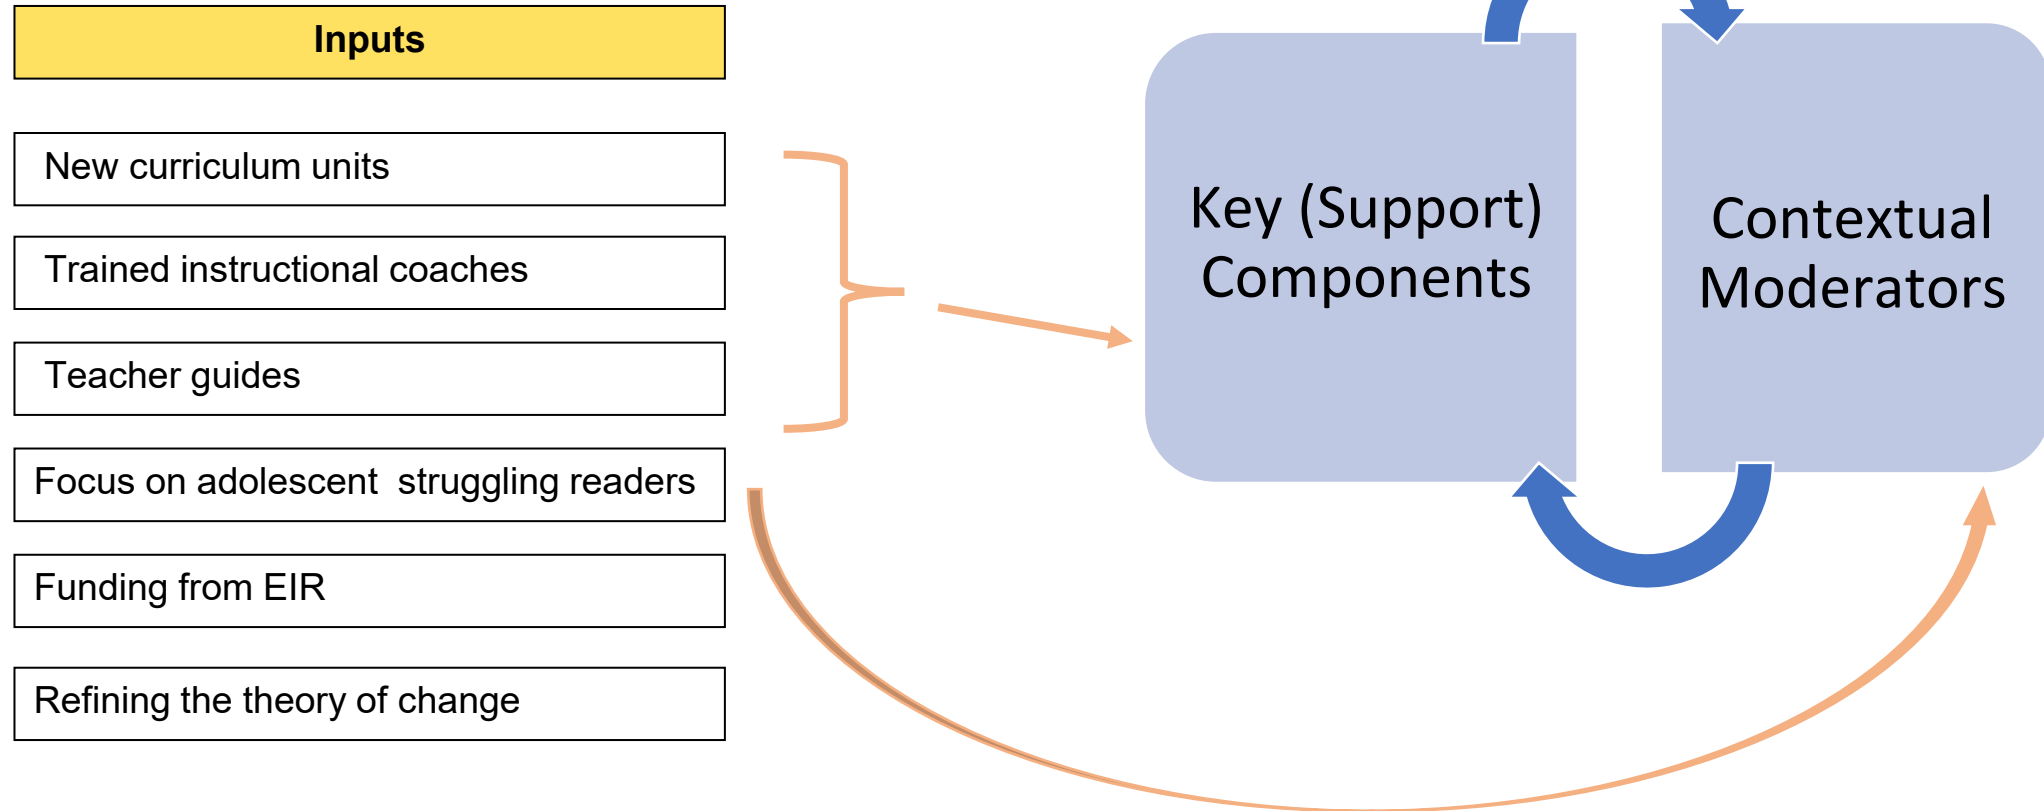 Inputs
New curriculum units
Trained instructional coaches
Teacher guides
Focus on adolescent  struggling readers
Funding from EIR
Refining the theory of change
Key (Support)
Components
Contextual
Moderators